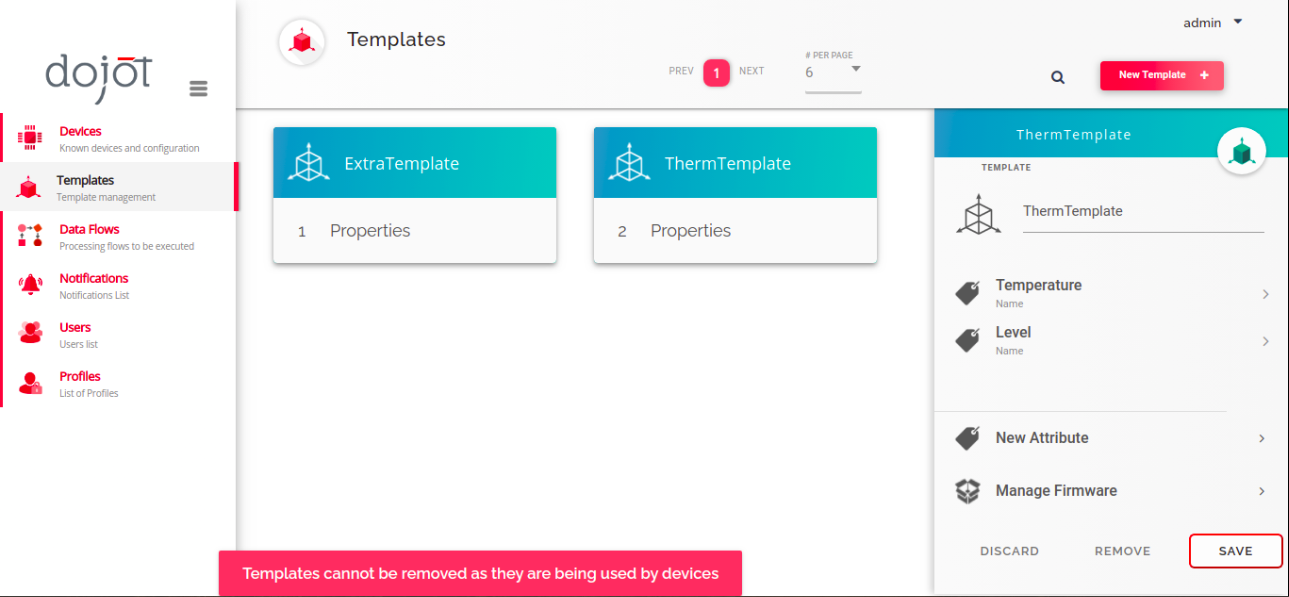 dojot
Devices
Known devices and configuration
Templates
Template management
Data Flows
Processing flows to be executed
Notifications
Notifications List
Users
Users list
Profiles
List of Profiles
Templates
admin
PREV 1 NEXT
# PER PAGE
6
New Template +
ExtraTemplate
1 Properties
ThermTemplate
2 Properties
ThermTemplate
TEMPLATE
ThermTemplate
Temperature
Name
Level
Name
New Attribute
Manage Firmware
DISCARD REMOVE SAVE
Templates cannot be removed as they are being used by devices